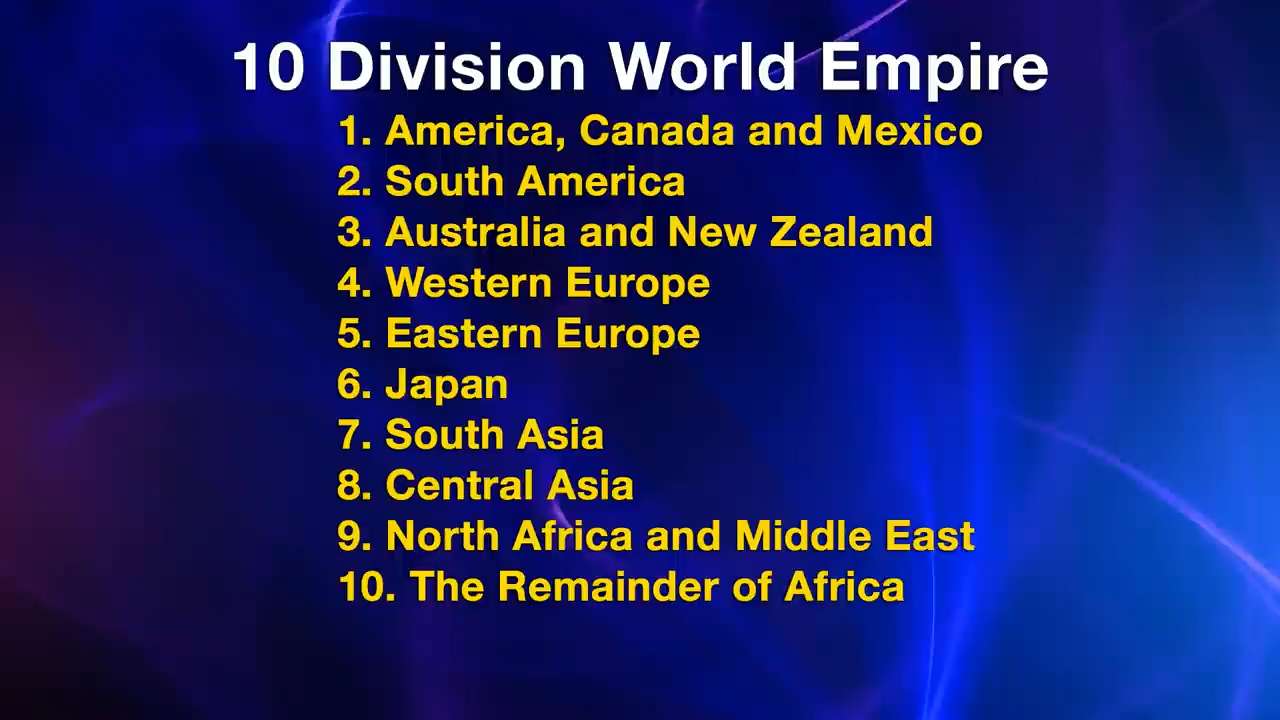 10 Division World Empire
1. America, Canada and Mexico
2. South America
3. Australia and New Zealand
4. Western Europe
5. Eastern Europe
6. Japan
7. South Asia
8. Central Asia
9. North Africa and Middle East
10. The Remainder of Africa